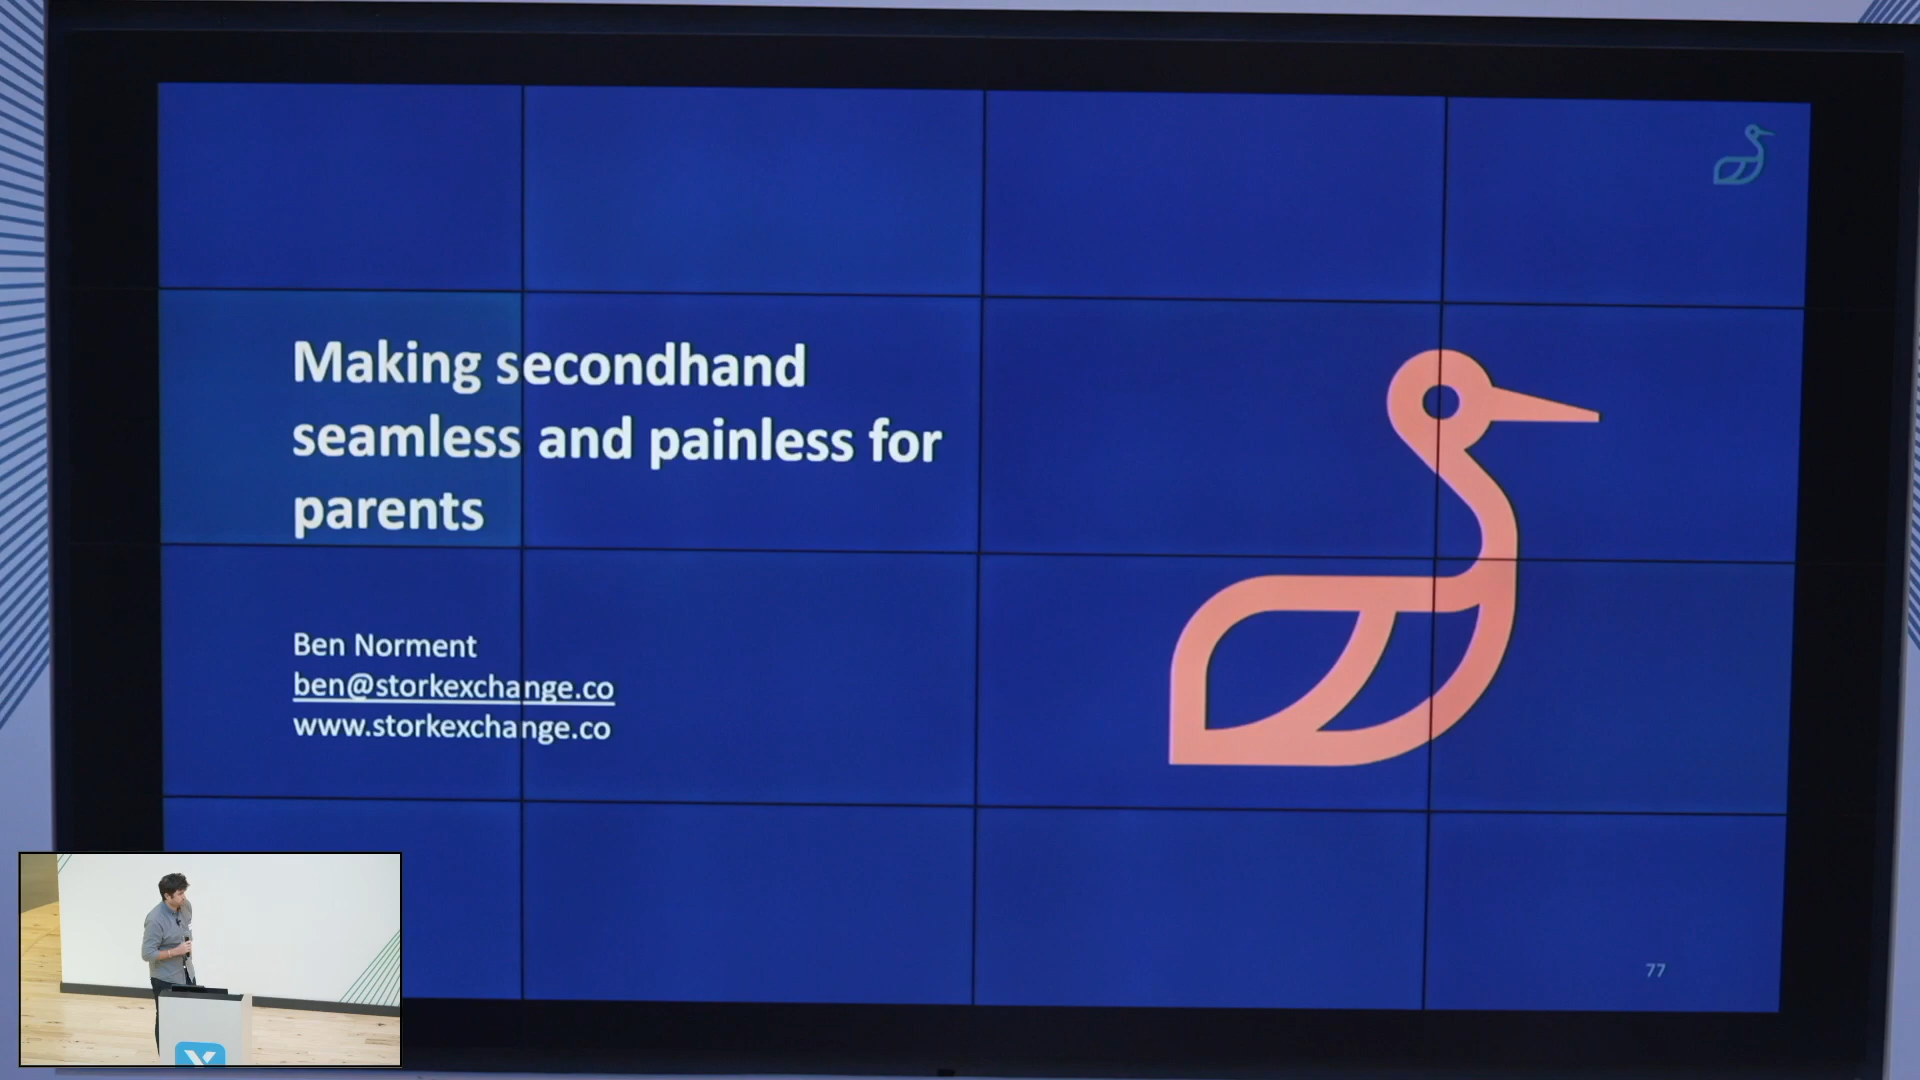 Making secondhand
seamless and painless for
parents
Ben Norment
ben@storkexchange.co
www.storkexchange.co
77